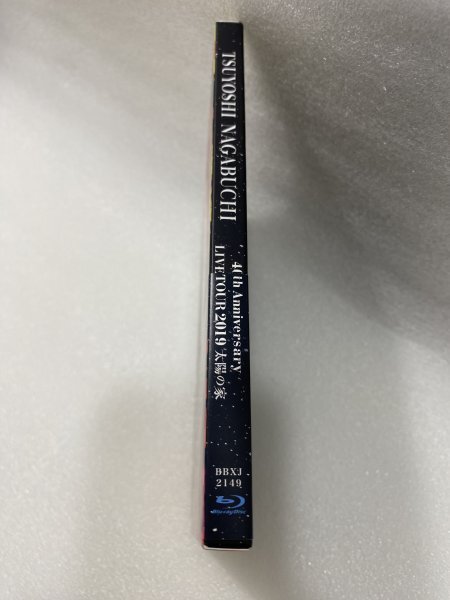 TSUYOSHI NAGABUCHI
40th Anniversary
LIVE TOUR 2019 太陽の家
BBXJ
2149
Blu-ray Disc